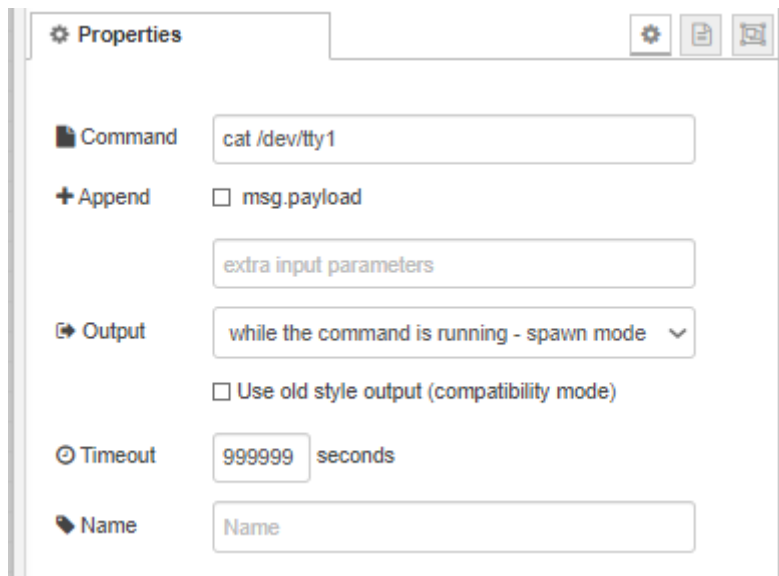 Properties
Command cat /dev/tty1
Append msg.payload
extra input parameters
Output while the command is running - spawn mode
Use old style output (compatibility mode)
Timeout 999999 seconds
Name Name